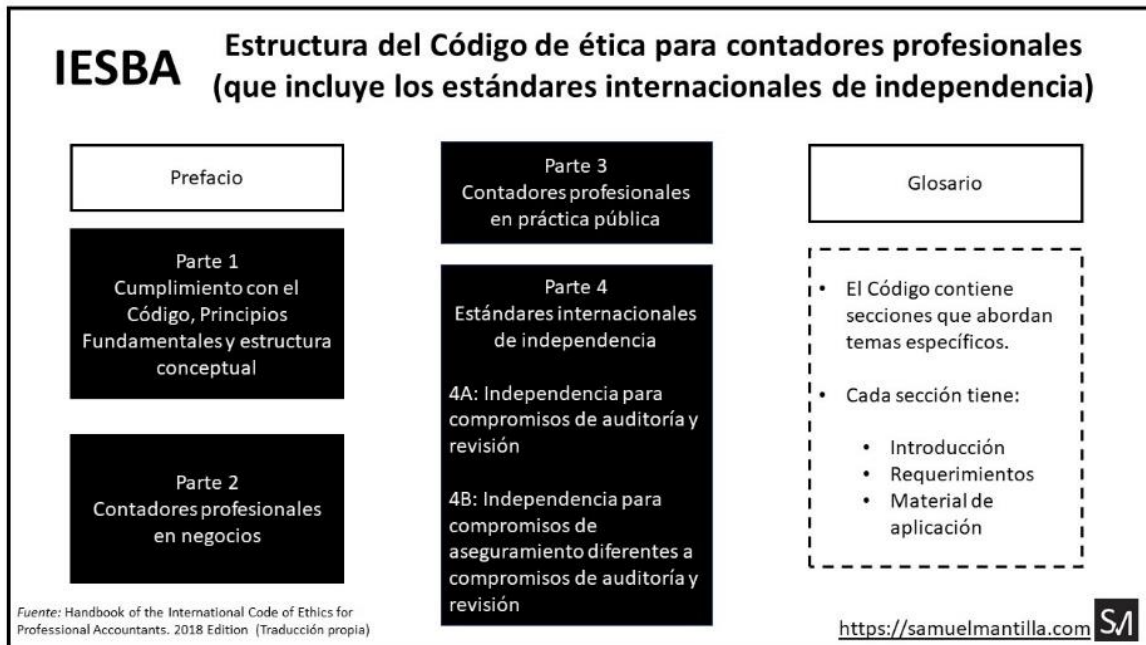 IESBA
Estructura del Código de ética para contadores profesionales
(que incluye los estándares internacionales de independencia)
Prefacio
Parte 1
Cumplimiento con el
Código, Principios
Fundamentales y estructura
conceptual
Parte 2
Contadores profesionales
en negocios
Parte 3
Contadores profesionales
en práctica pública
Parte 4
Estándares internacionales
de independencia
4A: Independencia para
compromisos de auditoría y
revisión
4B: Independencia para
compromisos de
aseguramiento diferentes a
compromisos de auditoría y
revisión
Glosario
• El Código contiene
secciones que abordan
temas específicos.
• Cada sección tiene:
• Introducción
• Requerimientos
• Material de
aplicación
Fuente: Handbook of the International Code of Ethics for
Professional Accountants. 2018 Edition (Traducción propia)
https://samuelmantilla.com
SM